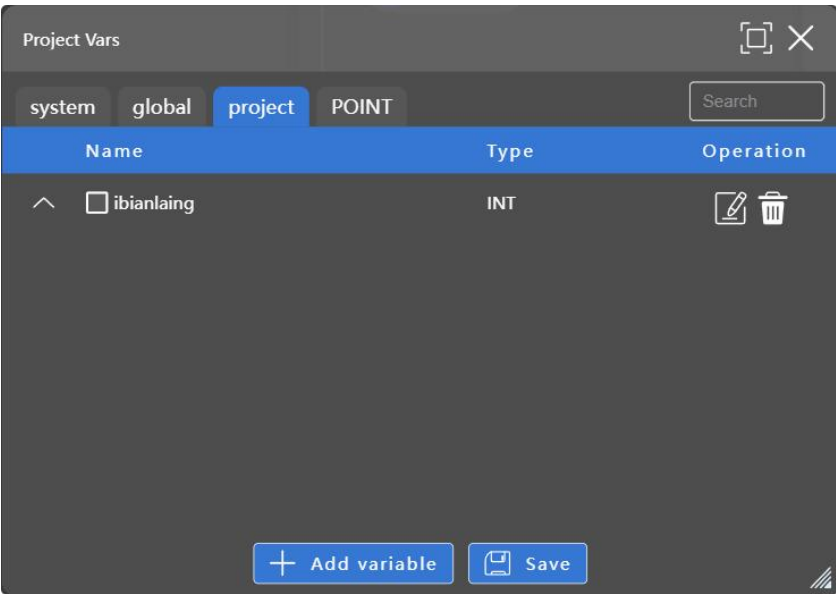 Project Vars
system global project POINT Search
Name Type Operation
ibianlaing INT
Add variable Save